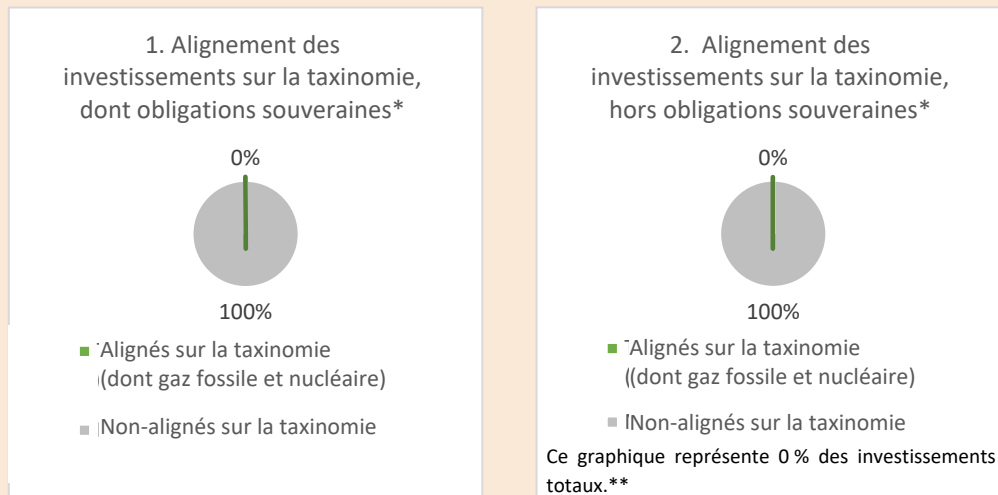 1. Alignement des
investissements sur la taxinomie,
dont obligations souveraines*
0%
100%
Alignés sur la taxinomie
(dont gaz fossile et nucléaire)
Non-alignés sur la taxinomie
2. Alignement des
investissements sur la taxinomie,
hors obligations souveraines*
0%
100%
Alignés sur la taxinomie
((dont gaz fossile et nucléaire)
Non-alignés sur la taxinomie
Ce graphique représente 0 % des investissements
totaux.**